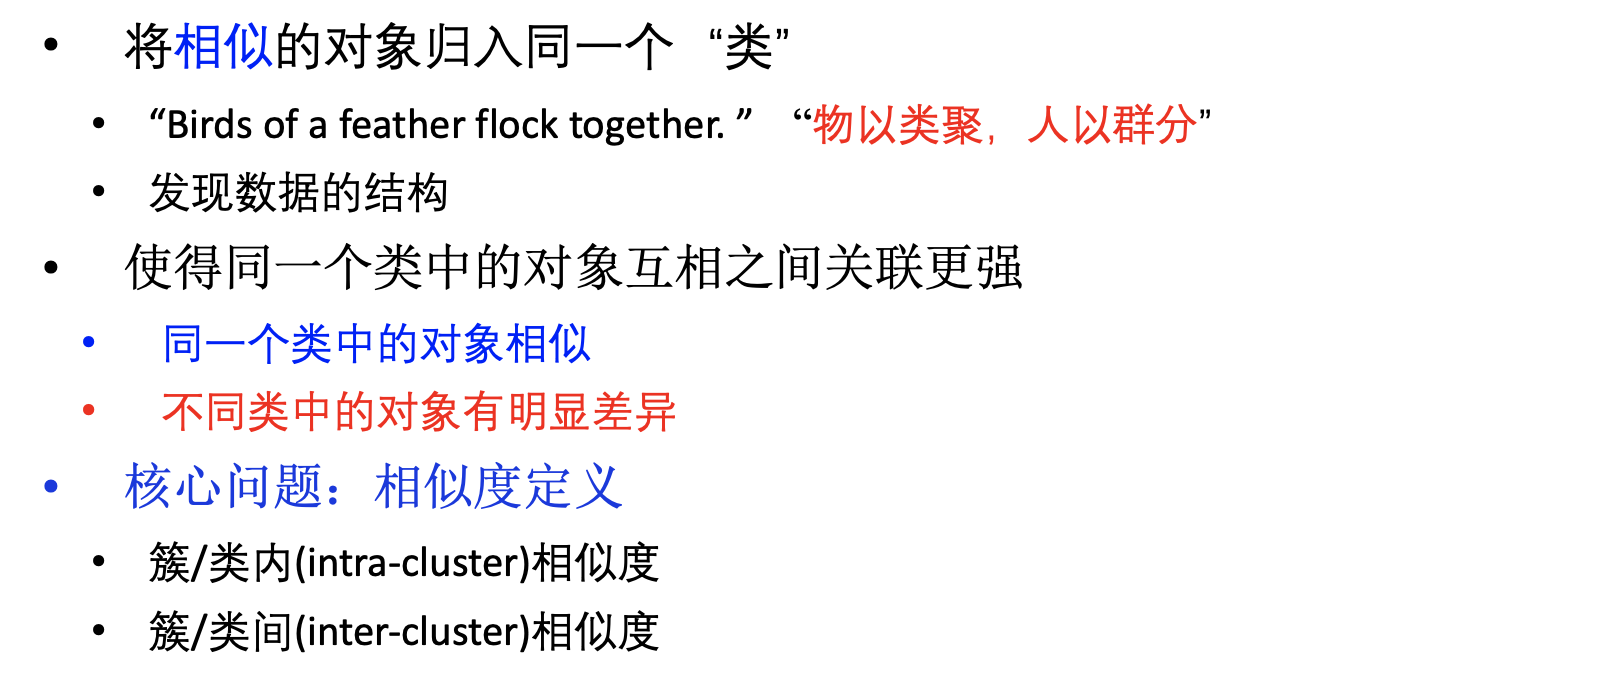 • 将相似的对象归入同一个 “类”
• “Birds of a feather flock together. ” “物以类聚，人以群分”
• 发现数据的结构
• 使得同一个类中的对象互相之间关联更强
• 同一个类中的对象相似
• 不同类中的对象有明显差异
• 核心问题：相似度定义
• 簇/类内(intra-cluster)相似度
• 簇/类间(inter-cluster)相似度